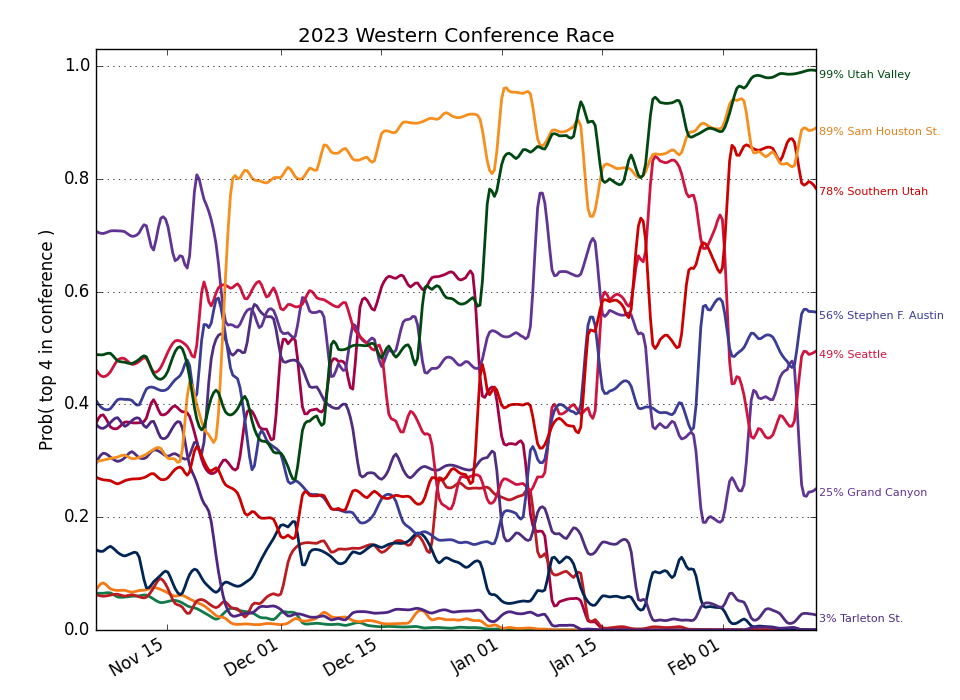 2023 Western Conference Race
Prob( top 4 in conference )
1.0
0.8
0.6
0.4
0.2
0.0
Nov 15
Dec 01
Dec 15
Jan 01
Jan 15
Feb 01
99% Utah Valley
89% Sam Houston St.
78% Southern Utah
56% Stephen F. Austin
49% Seattle
25% Grand Canyon
3% Tarleton St.